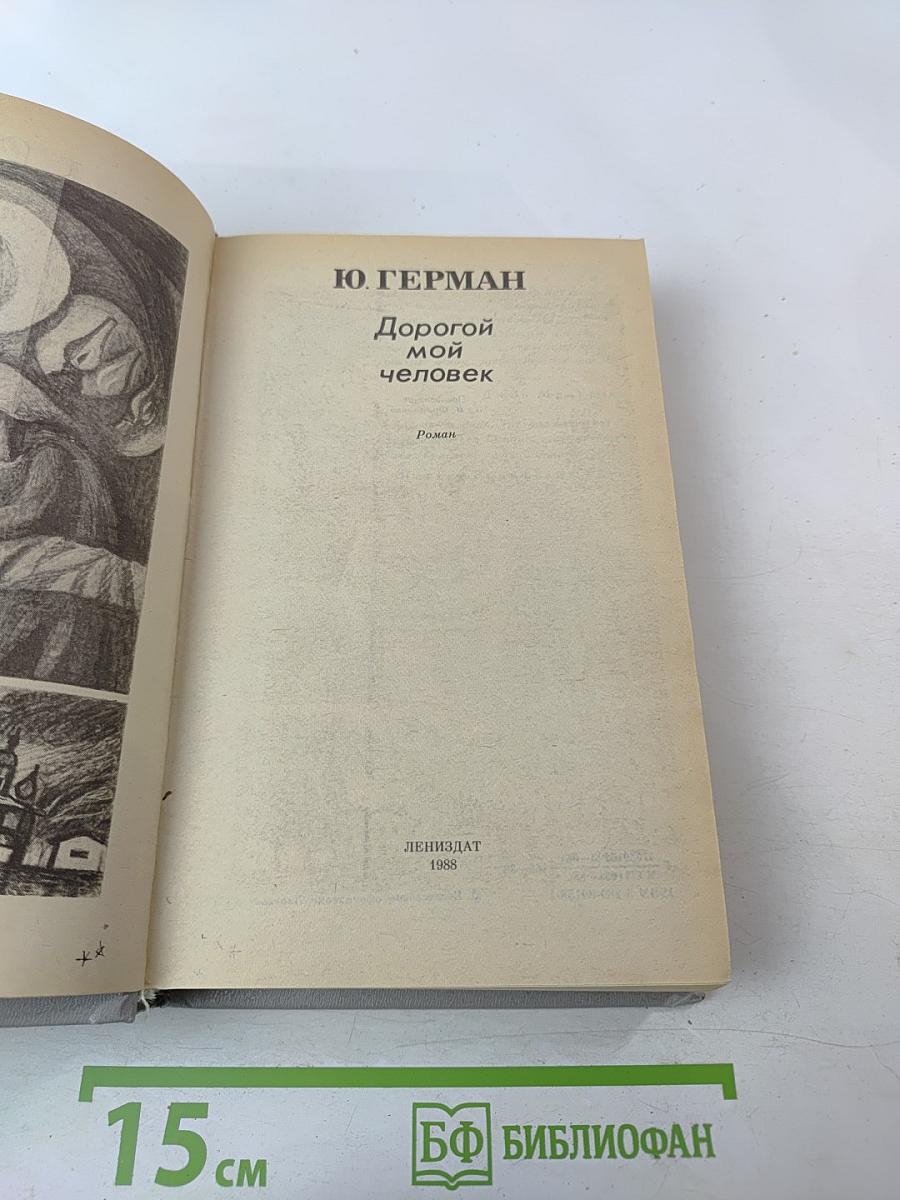 Ю. ГЕРМАН
Дорогой
мой
человек
Роман
ЛЕНИЗДАТ
1988
15 см
БФ БИБЛИОФАН